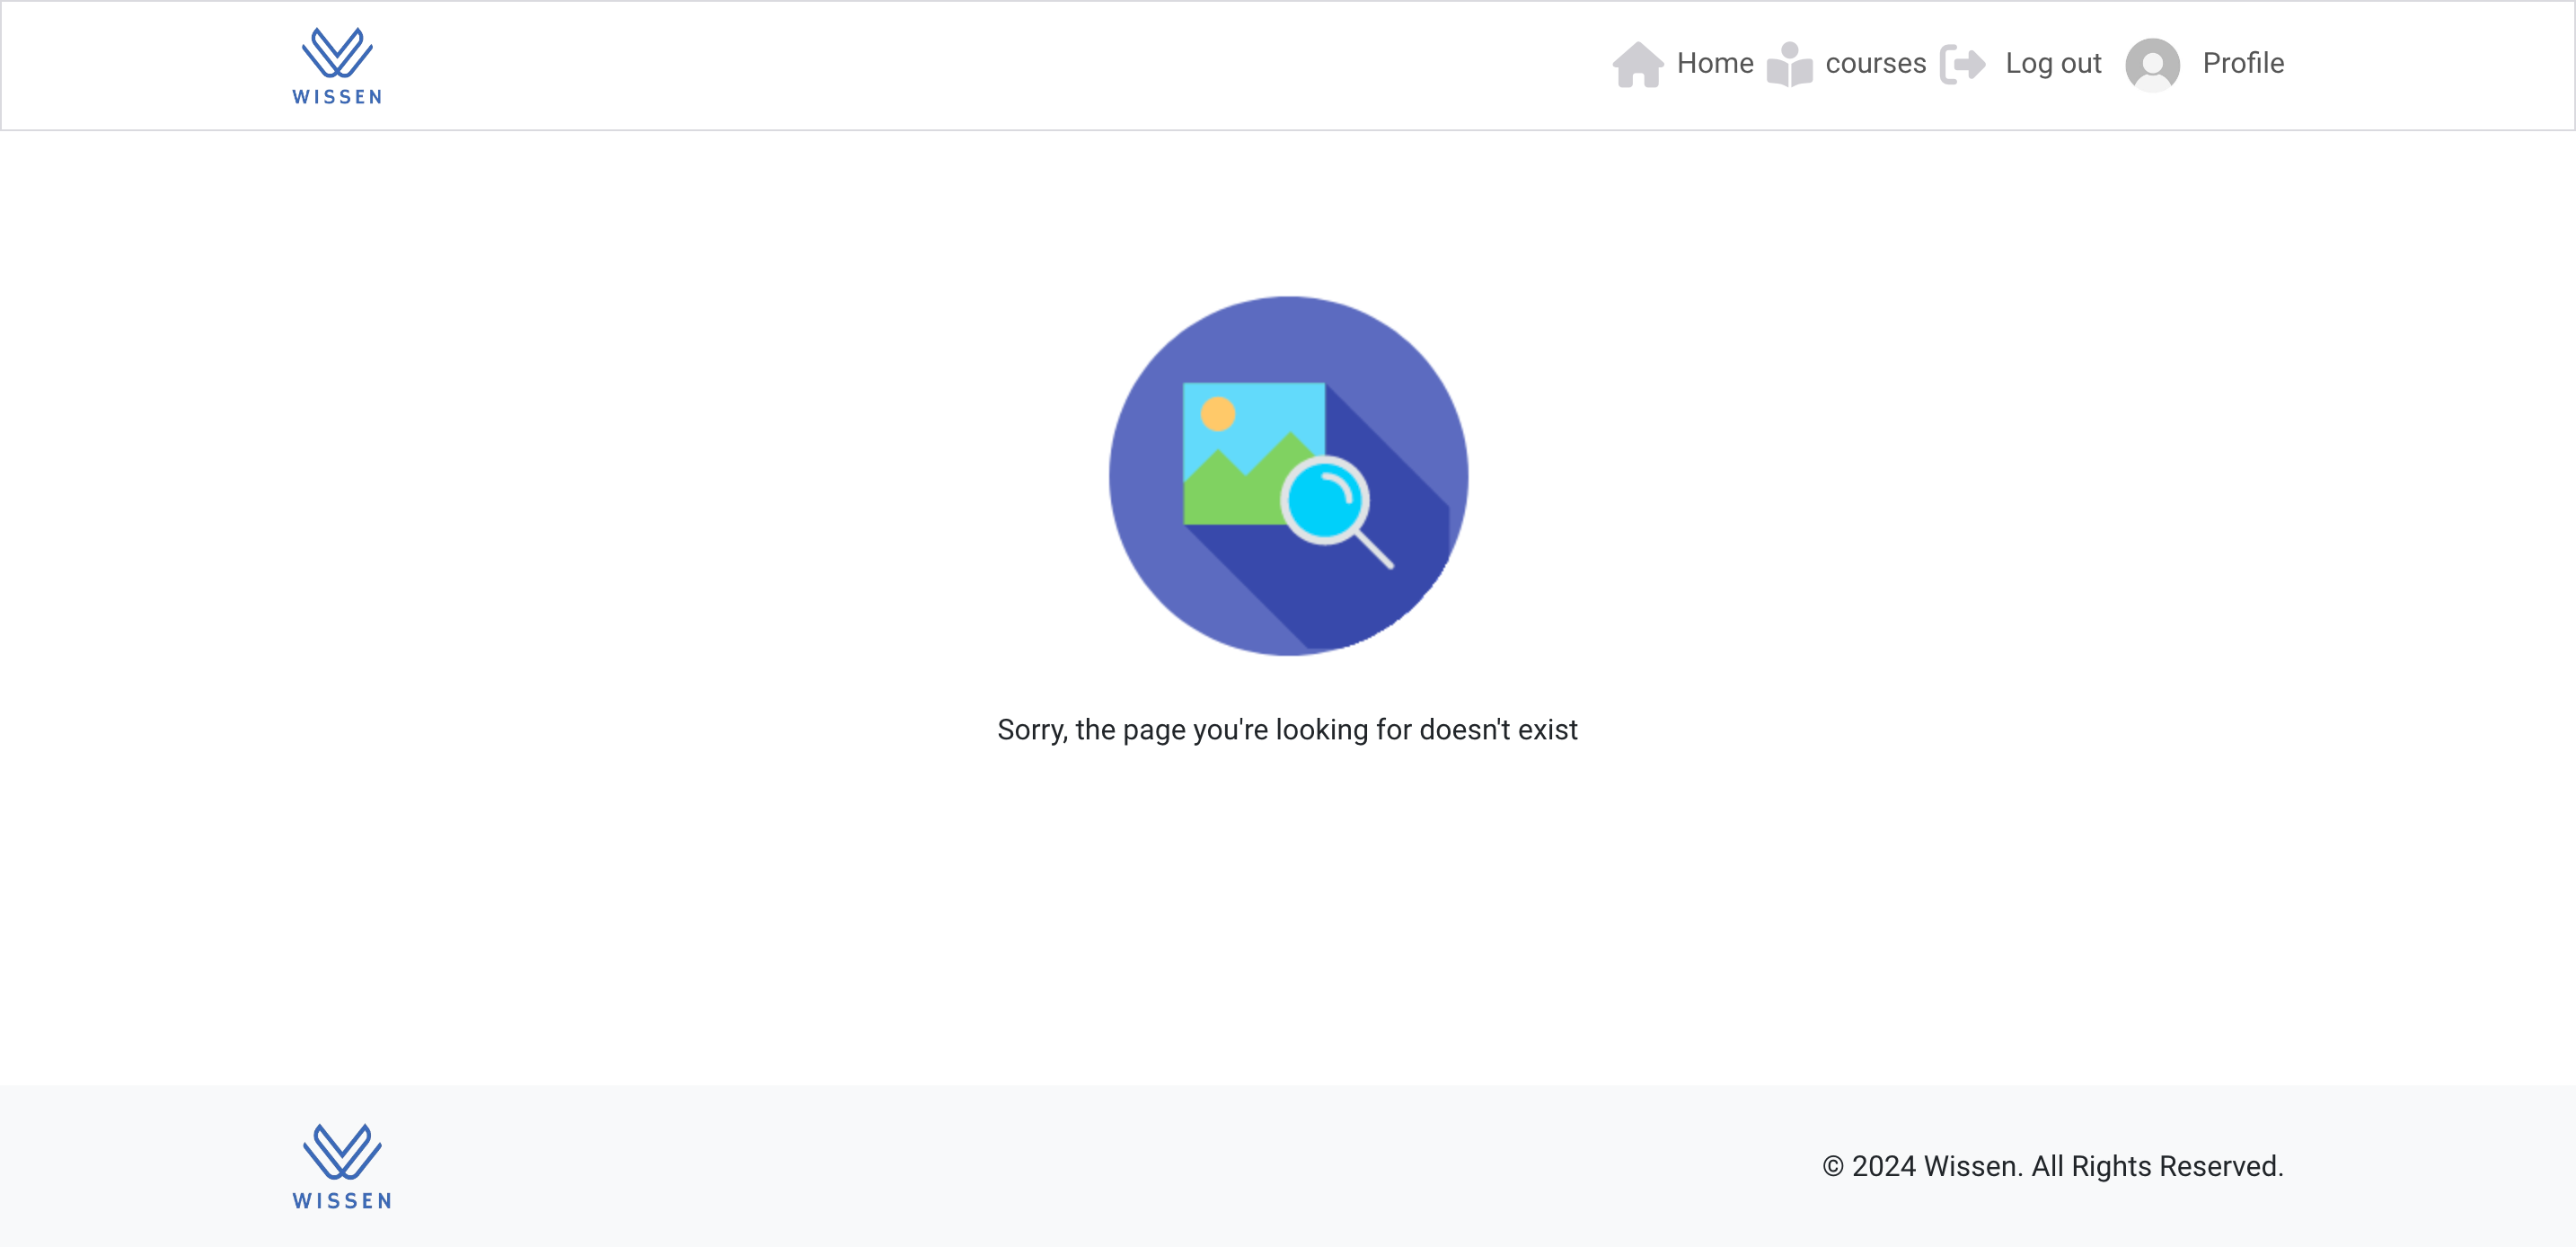 WISSEN
Home courses Log out Profile
Sorry, the page you're looking for doesn't exist
WISSEN
© 2024 Wissen. All Rights Reserved.